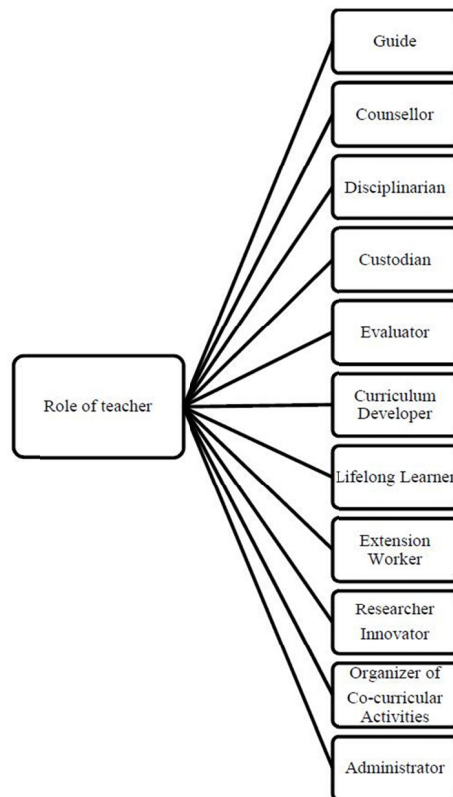 Guide
Counsellor
Disciplinarian
Custodian
Evaluator
Role of teacher
Curriculum
Developer
Lifelong Learner
Extension
Worker
Researcher
Innovator
Organizer of
Co-curricular
Activities
Administrator